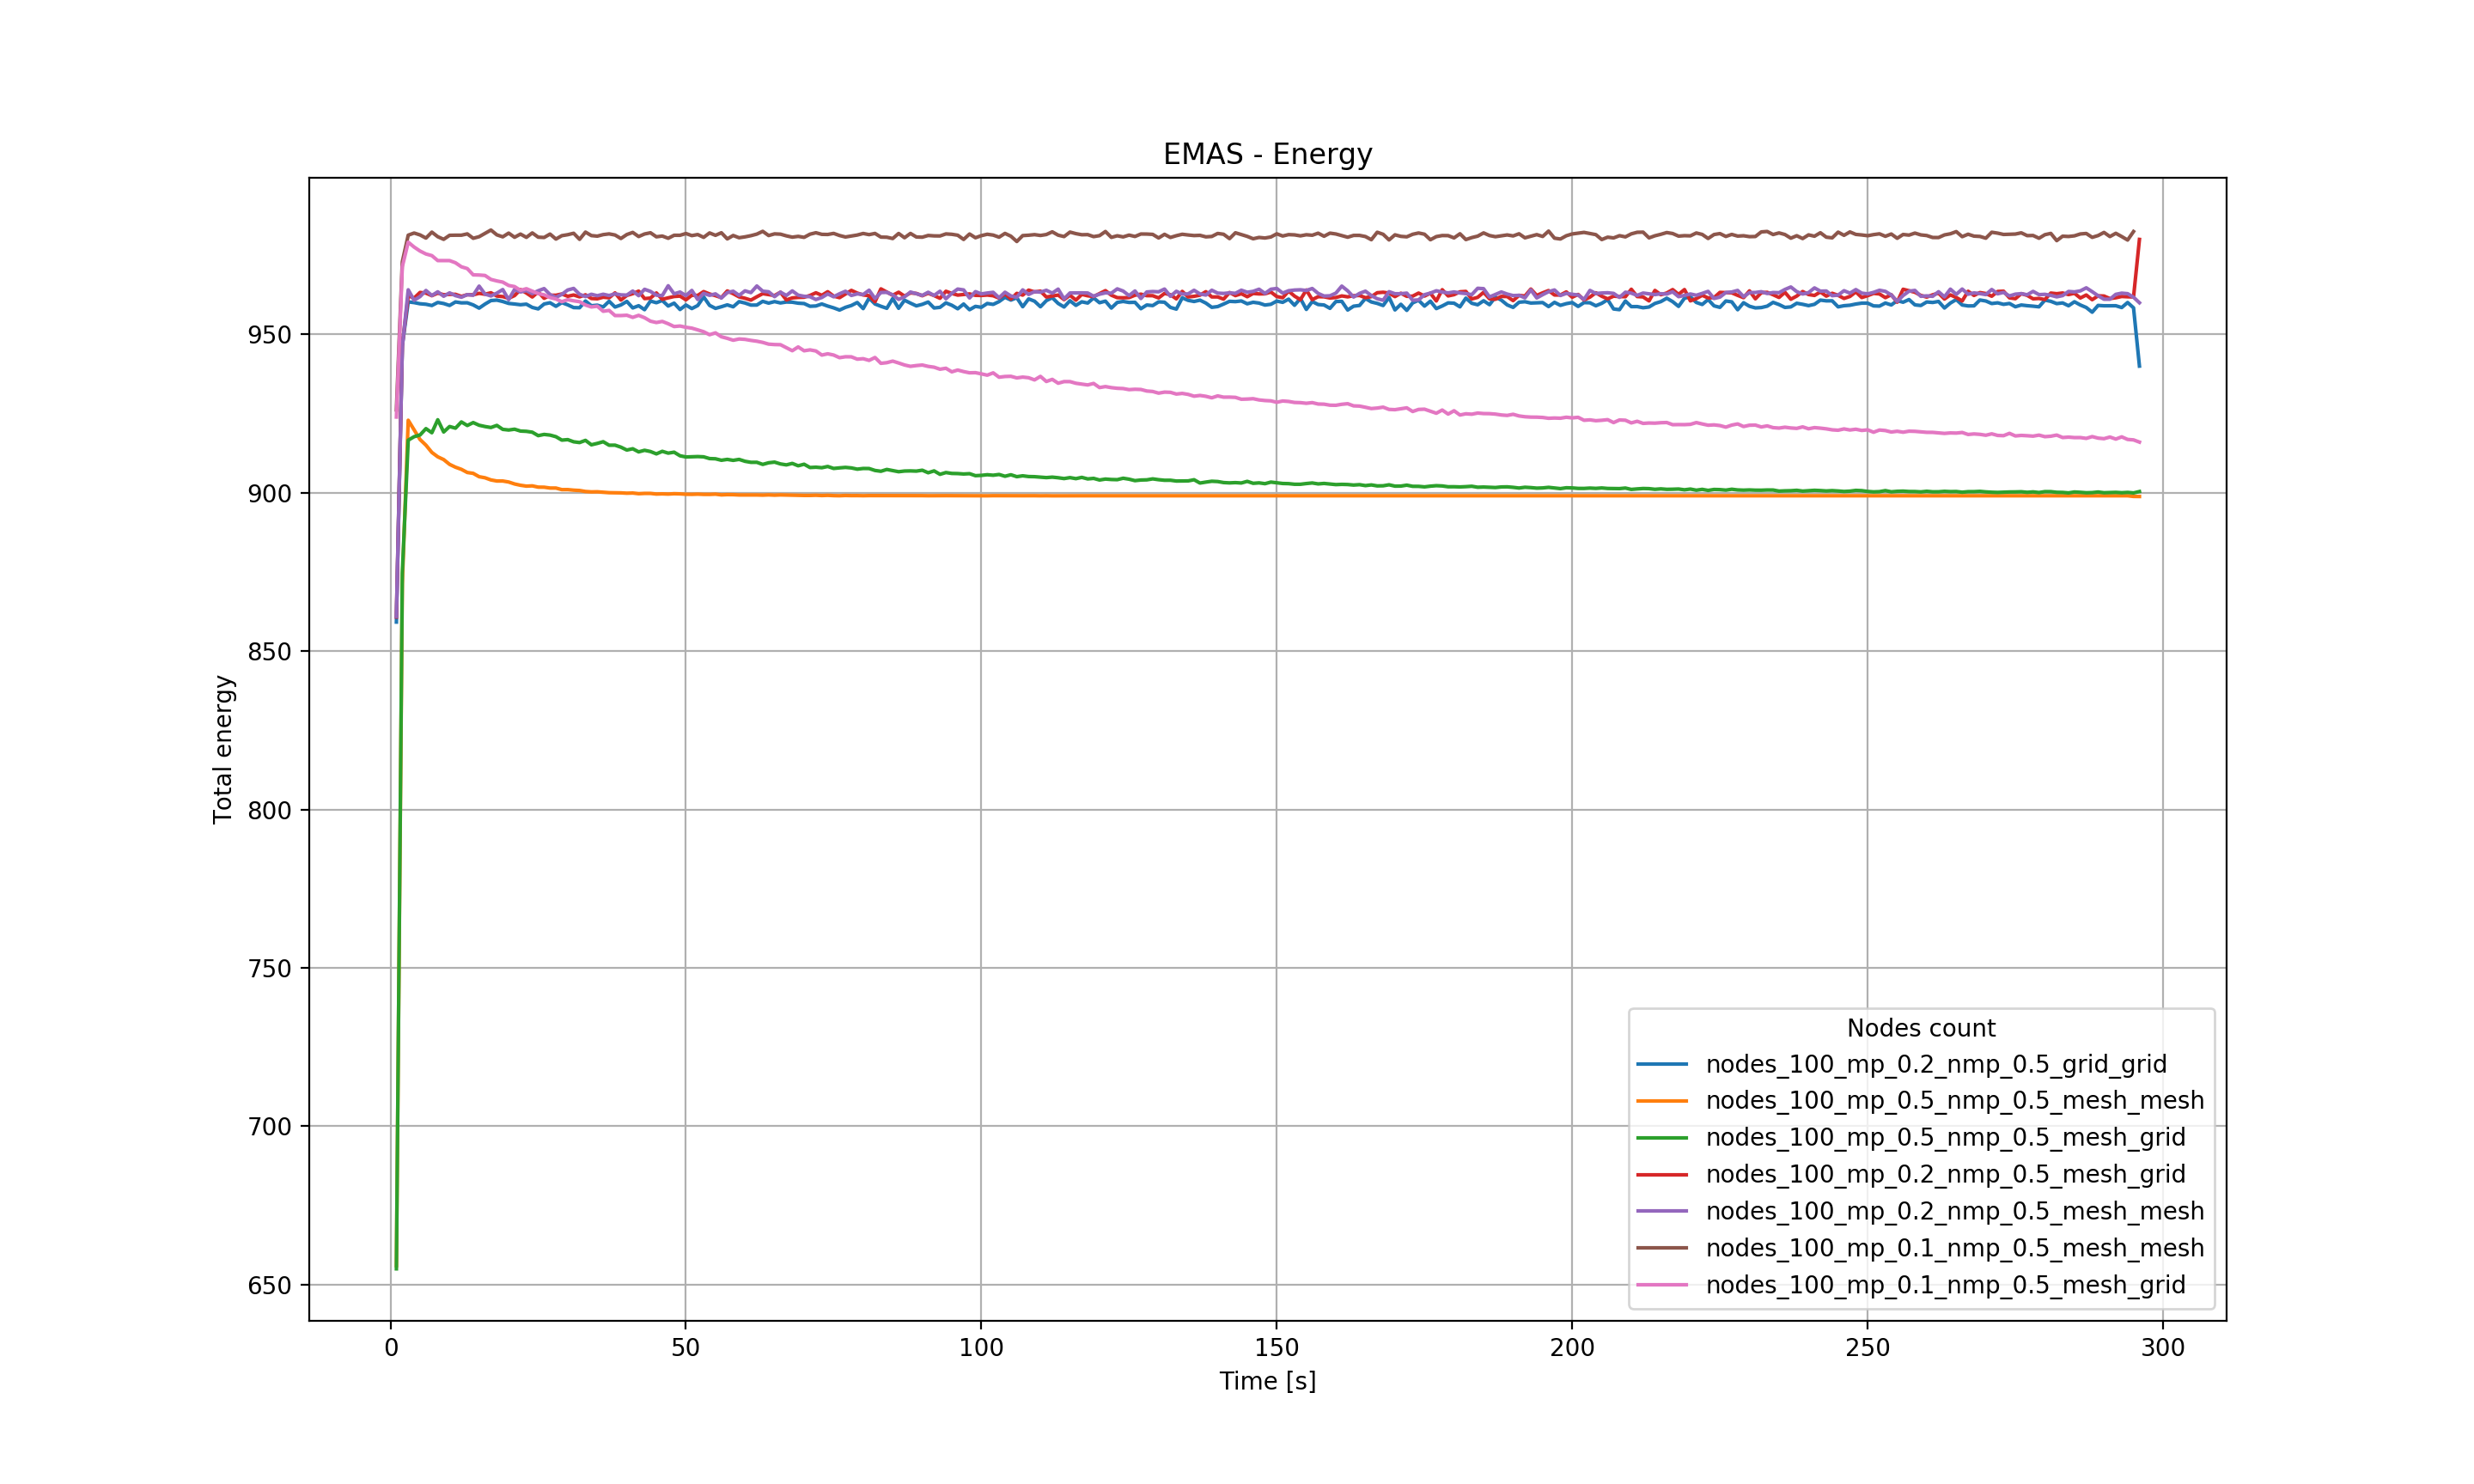 EMAS - Energy
Total energy
950
900
850
800
750
700
650
0 50 100 150 200 250 300
Time [s]
Nodes count
nodes_100_mp_0.2_nmp_0.5_grid_grid
nodes_100_mp_0.5_nmp_0.5_mesh_mesh
nodes_100_mp_0.5_nmp_0.5_mesh_grid
nodes_100_mp_0.2_nmp_0.5_mesh_grid
nodes_100_mp_0.2_nmp_0.5_mesh_mesh
nodes_100_mp_0.1_nmp_0.5_mesh_mesh
nodes_100_mp_0.1_nmp_0.5_mesh_grid